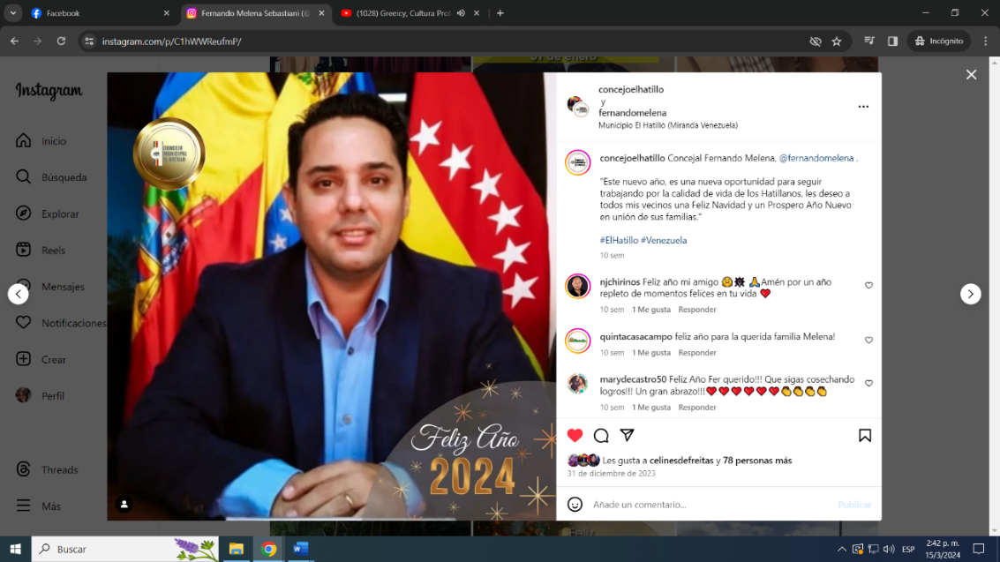 Facebook
Fernando Melena Sebastiani (@
(1028) Greeicy, Cultura Prof
instagram.com/p/C1hWWReufmP/
Incógnito
31 de enero
Instagram
Inicio
Búsqueda
Explorar
Reels
Mensajes
Notificaciones
Crear
Perfil
Threads
Más
CONCEJO
MUNICIPAL
EL HATILLO
Feliz Año
2024
concejoelhatillo
y
fernandomelena
Municipio El Hatillo (Miranda Venezuela)
concejoelhatillo Concejal Fernando Melena, @fernandomelena .
"Este nuevo año, es una nueva oportunidad para seguir
trabajando por la calidad de vida de los Hatillanos, les deseo a
todos mis vecinos una Feliz Navidad y un Prospero Año Nuevo
en unión de sus familias."
#ElHatillo #Venezuela
10 sem
njchirinos Feliz año mi amigo 🤗🎆 🙏Amén por un año
repleto de momentos felices en tu vida ❤️
10 sem 1 Me gusta Responder
quintacasacampo feliz año para la querida familia Melena!
10 sem 1 Me gusta Responder
marydecastro50 Feliz Año Fer querido!!! Que sigas cosechando
logros!!! Un gran abrazo!!!❤️❤️❤️❤️❤️❤️👏👏👏👏
10 sem 1 Me gusta Responder
Les gusta a celinesdefreitas y 78 personas más
31 de diciembre de 2023
Añade un comentario...
Publicar
Feliz
Buscar
ESP
2:42 p. m.
15/3/2024